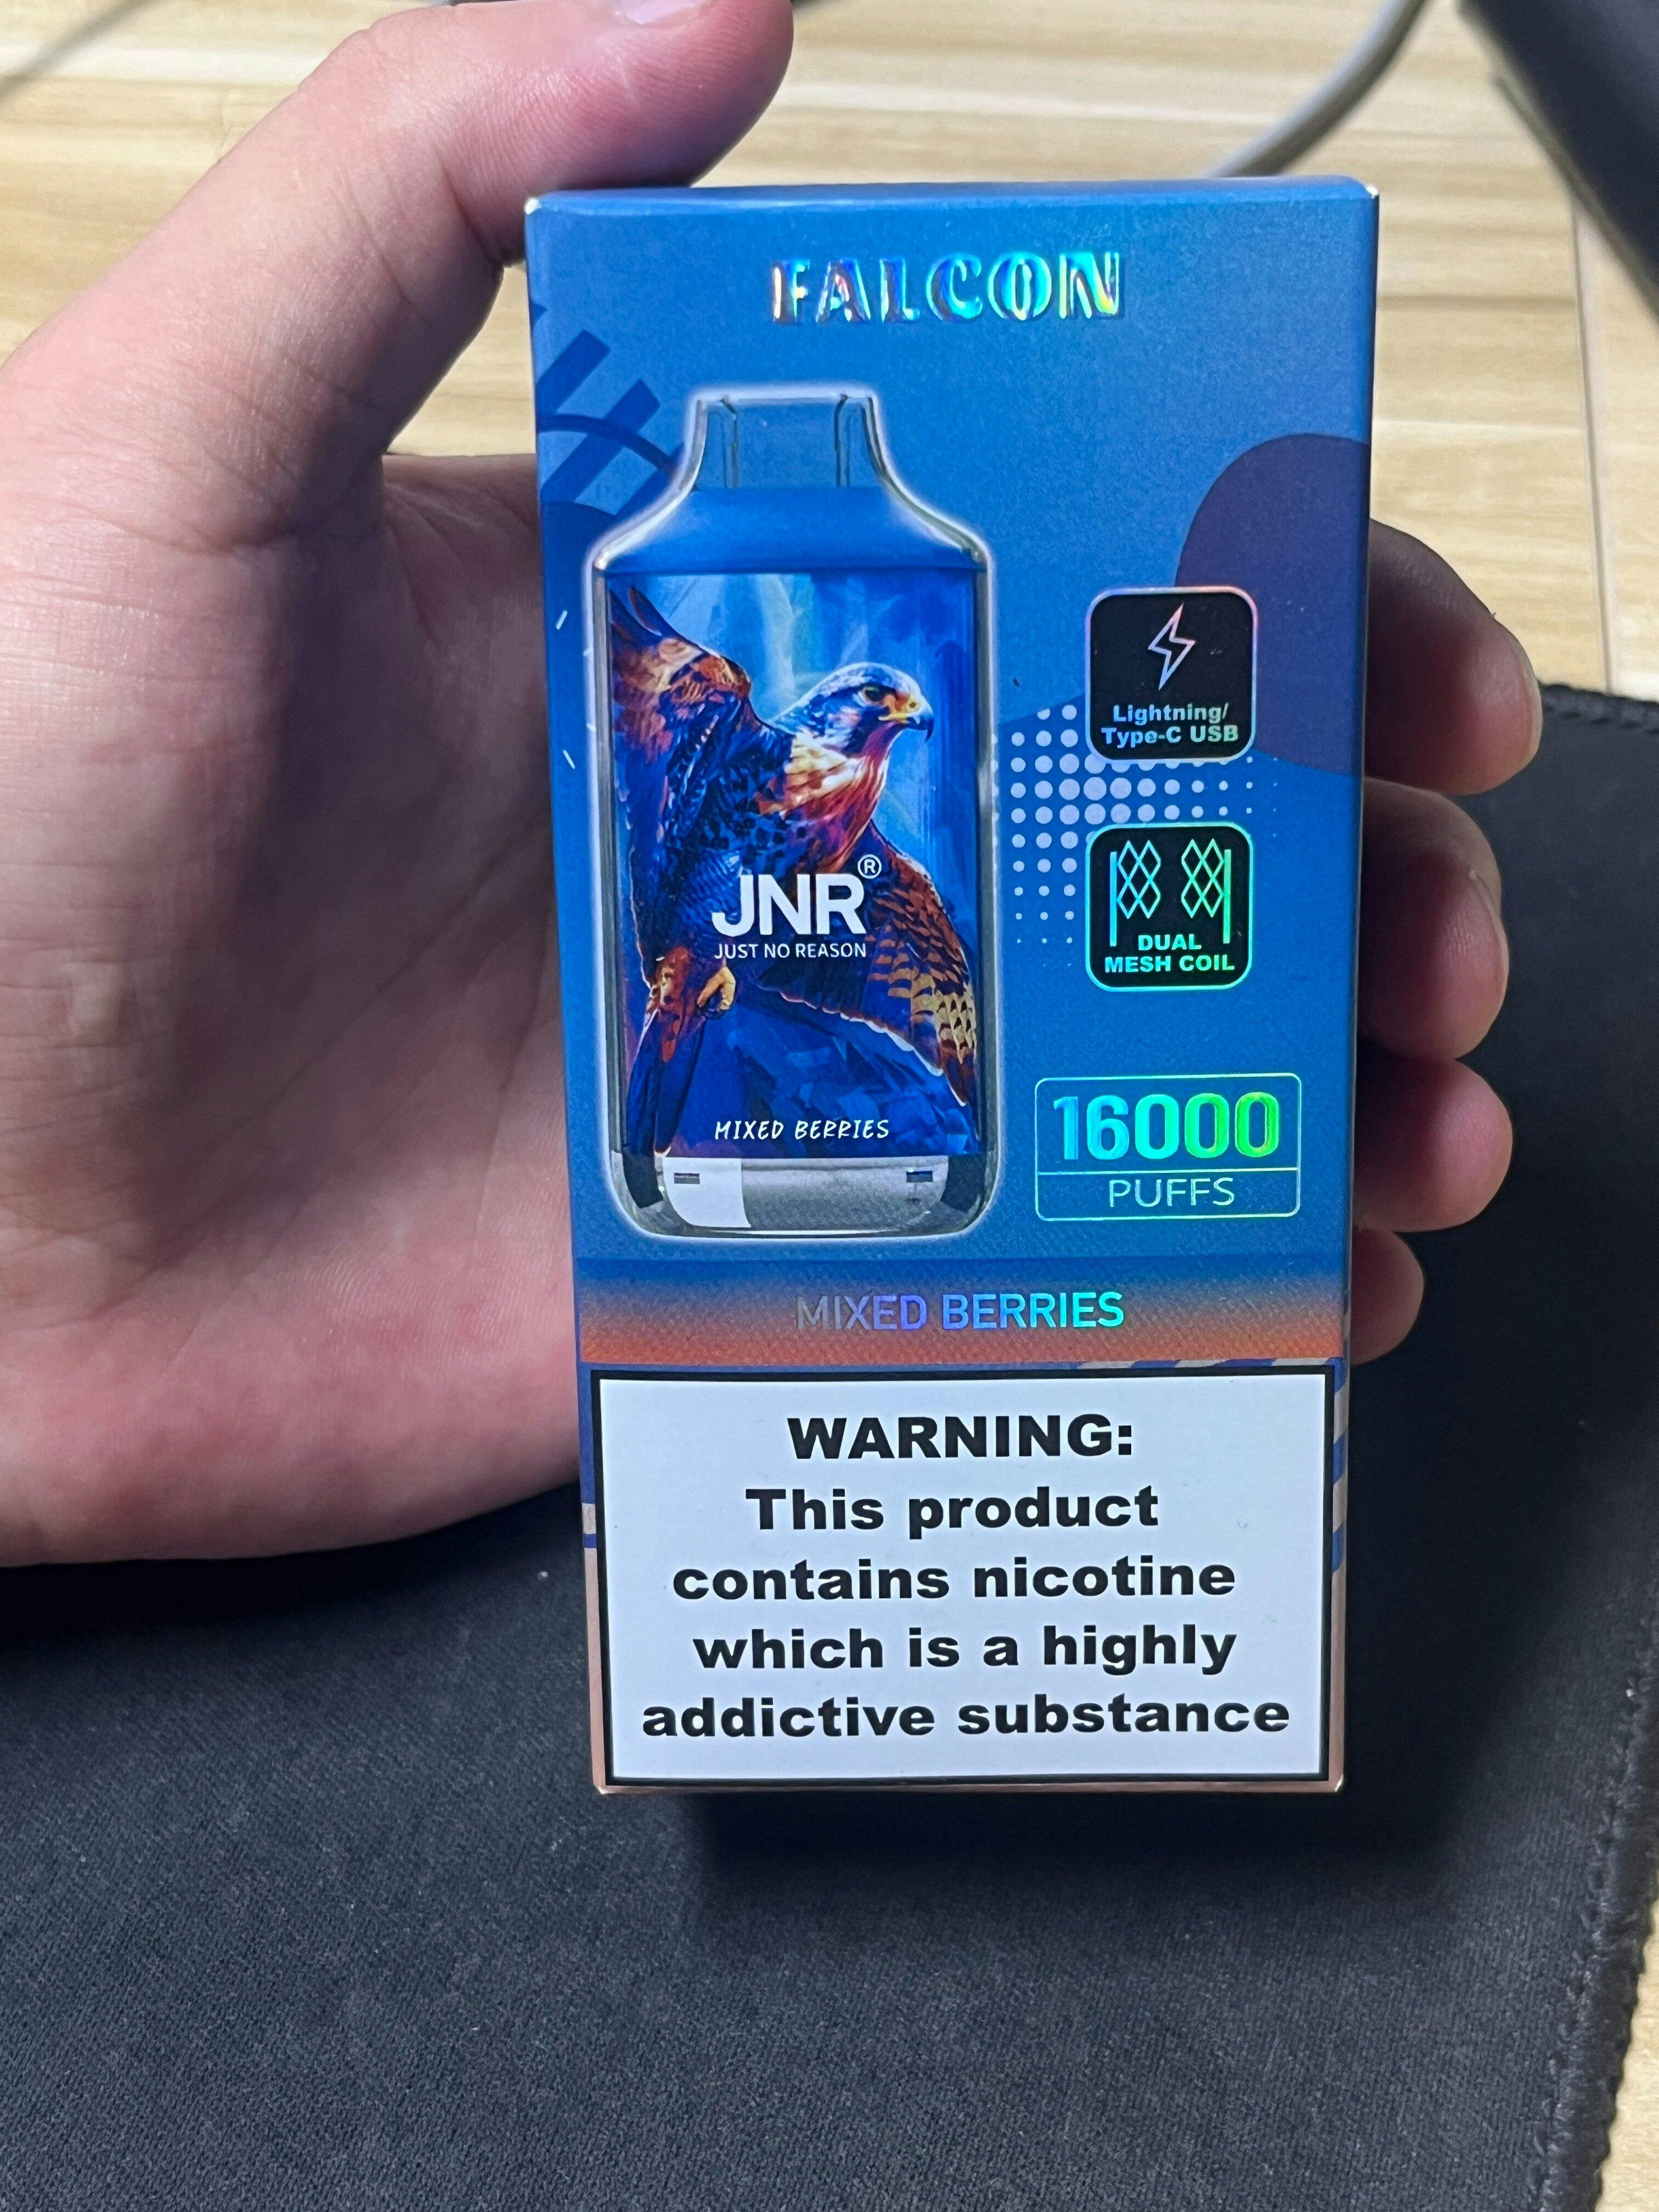 FALCON
JNR®
JUST NO REASON
MIXED BERRIES
Lightning/
Type-C USB
DUAL
MESH COIL
16000
PUFFS
MIXED BERRIES
WARNING:
This product
contains nicotine
which is a highly
addictive substance